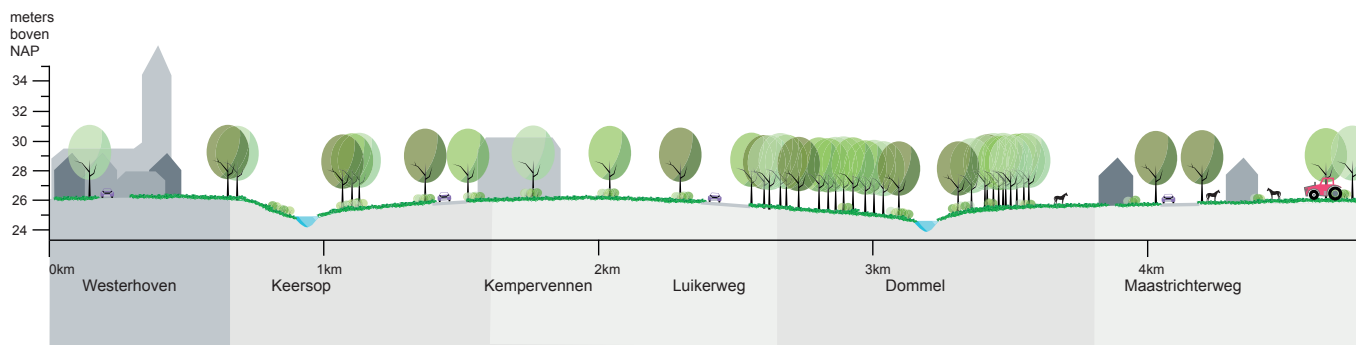 meters
boven
NAP
34
32
30
28
26
24
0km 1km 2km 3km 4km
Westerhoven Keersop Kempervennen Luikerweg Dommel Maastrichterweg